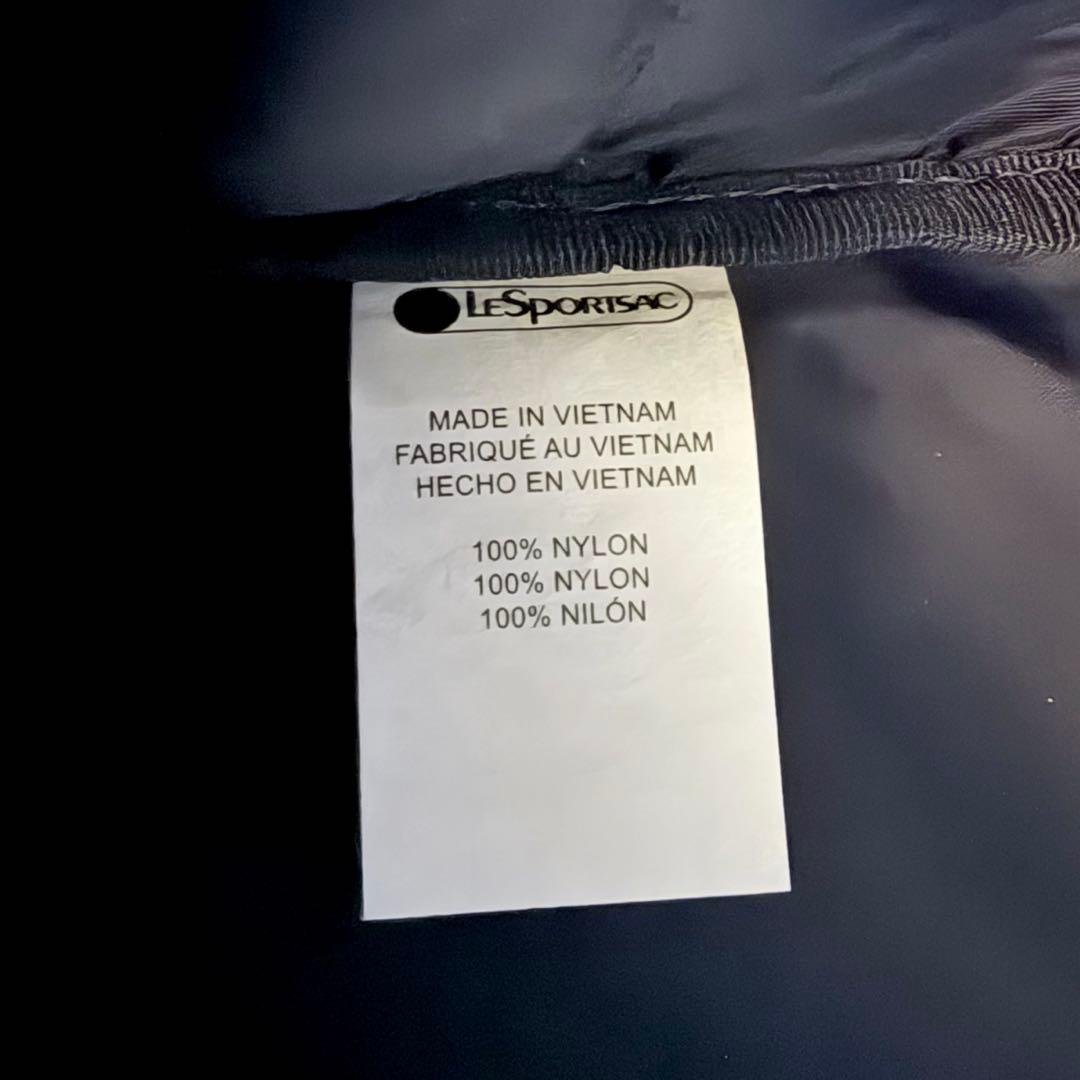 LESPORTSAC
MADE IN VIETNAM
FABRIQUÉ AU VIETNAM
HECHO EN VIETNAM
100% NYLON
100% NYLON
100% NILÓN